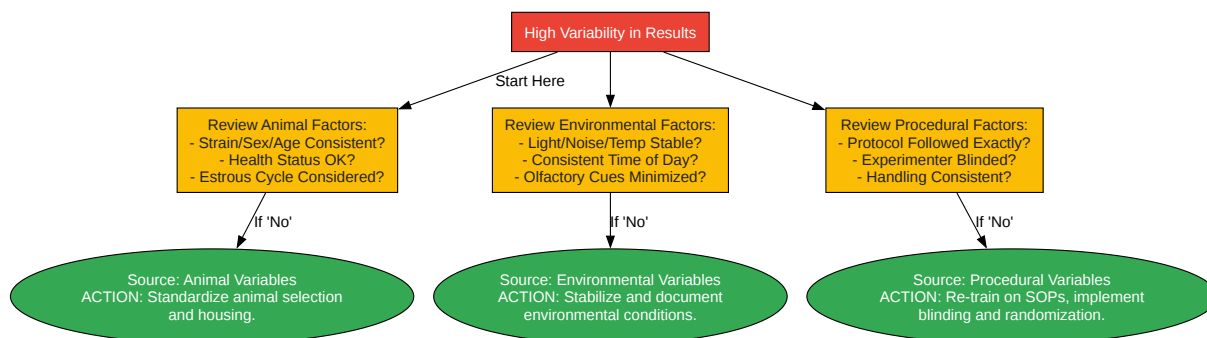 High Variability in Results
Start Here
Review Animal Factors:
- Strain/Sex/Age Consistent?
- Health Status OK?
- Estrous Cycle Considered?
Review Environmental Factors:
- Light/Noise/Temp Stable?
- Consistent Time of Day?
- Olfactory Cues Minimized?
Review Procedural Factors:
- Protocol Followed Exactly?
- Experimenter Blinded?
- Handling Consistent?
If 'No'
If 'No'
If 'No'
Source: Animal Variables
ACTION: Standardize animal selection
and housing.
Source: Environmental Variables
ACTION: Stabilize and document
environmental conditions.
Source: Procedural Variables
ACTION: Re-train on SOPs, implement
blinding and randomization.